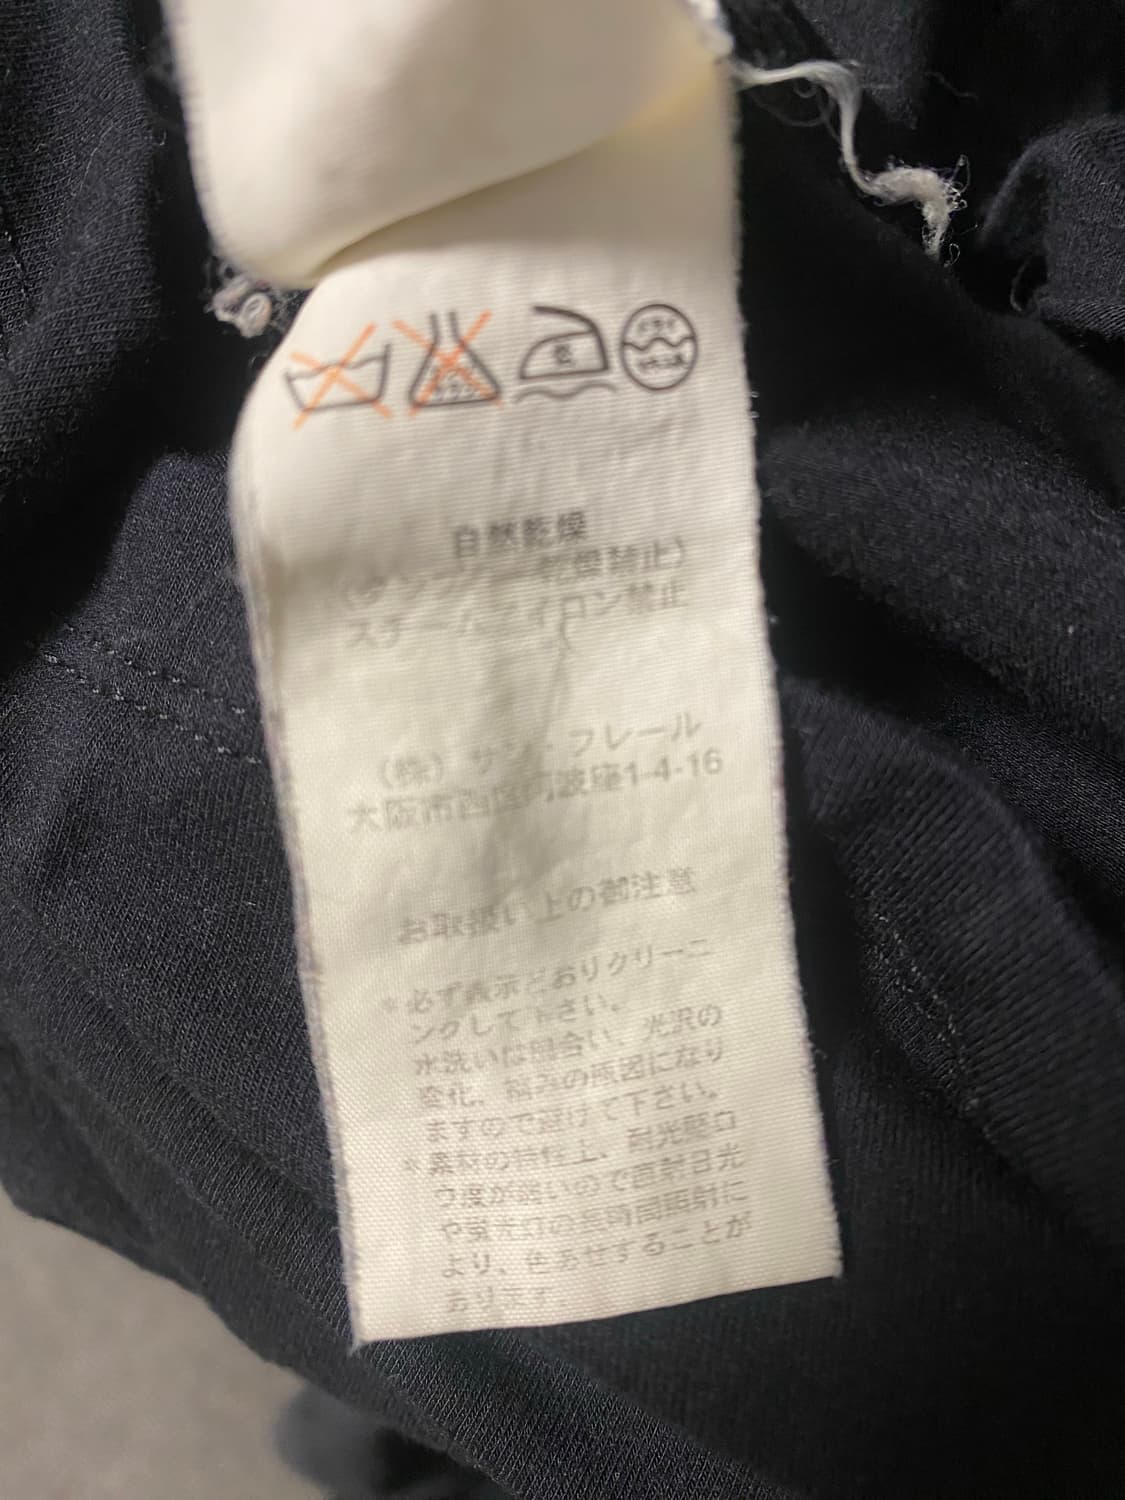 自然乾燥
(タンブラー乾燥禁止)
スチームアイロン禁止
(株) サン・フレール
大阪市西区阿波座1-4-16
お取扱い上の御注意
＊必ず表示どおりクリーニ
ングして下さい。
水洗いは風合い、光沢の
変化、縮みの原因になり
ますので避けて下さい。
＊素材の特性上、耐光堅ロ
ウ度が弱いので直射日光
や蛍光灯の長時間照射に
より、色あせすることが
あります。